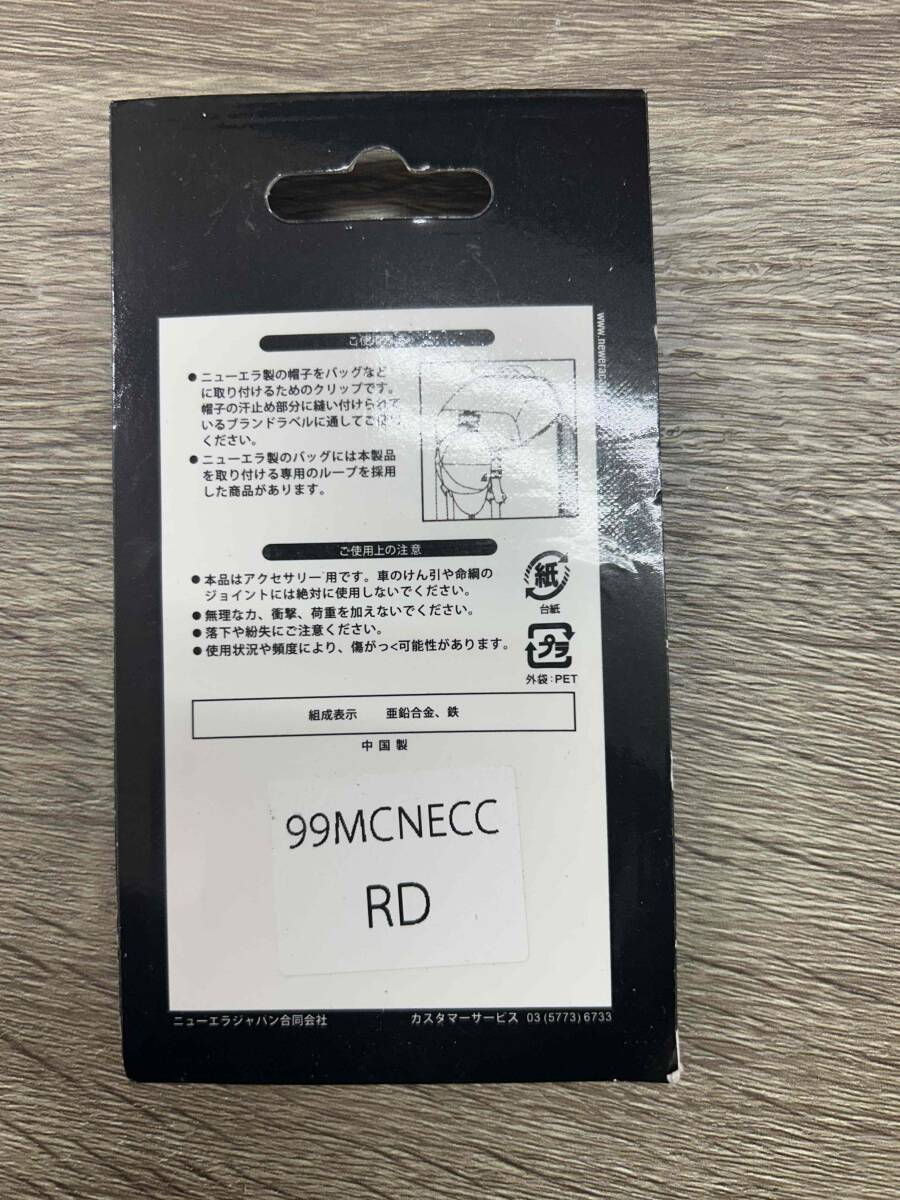 www.newerac
ご使用
● ニューエラ製の帽子をバッグなど
に取り付けるためのクリップです。
帽子の汗止め部分に縫い付けられて
いるブランドラベルに通してご使用
ください。
● ニューエラ製のバッグには本製品
を取り付ける専用のループを採用
した商品があります。
ご使用上の注意
● 本品はアクセサリー用です。車のけん引や命綱の
ジョイントには絶対に使用しないでください。
● 無理な力、衝撃、荷重を加えないでください。
● 落下や紛失にご注意ください。
● 使用状況や頻度により、傷がつく可能性があります。
紙
台紙
プラ
外袋:PET
組成表示 亜鉛合金、鉄
中国製
99MCNECC
RD
ニューエラジャパン合同会社 カスタマーサービス 03 (5773) 6733